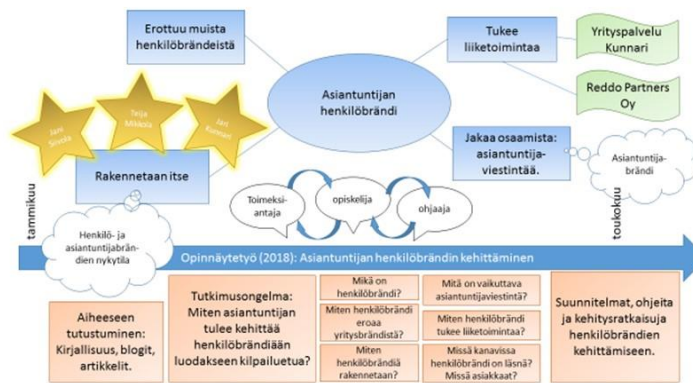 Erottuu muista
henkilöbrändeistä
Tukee
liiketoimintaa
Yrityspalvelu
Kunnari
Reddo Partners
Oy
Asiantuntijan
henkilöbrändi
Jani
Sivola
Teija
Mikkola
Jari
Kunnari
Rakennetaan itse
Jakaa osaamista:
asiantuntija-
viestintää.
Asiantuntija-
brändi
tammikuu
Toimeksi-
antaja
opiskelija
ohjaaja
toukokuu
Henkilö- ja
asiantuntijabrän-
dien nykytila
Opinnäytetyö (2018): Asiantuntijan henkilöbrändin kehittäminen
Aiheeseen
tutustuminen:
Kirjallisuus, blogit,
artikkelit.
Tutkimusongelma:
Miten asiantuntijan
tulee kehittää
henkilöbrändiään
luodakseen kilpailuetua?
Mikä on
henkilöbrändi?
Miten henkilöbrändi
eroaa
yritysbrändistä?
Miten
henkilöbrändiä
rakennetaan?
Mitä on vaikuttava
asiantuntijaviestintä?
Miten henkilöbrändi
tukee liiketoimintaa?
Missä kanavissa
henkilöbrändi on läsnä?
Missä asiakkaat?
Suunnitelmat, ohjeita
ja kehitysratkaisuja
henkilöbrändien
kehittämiseen.